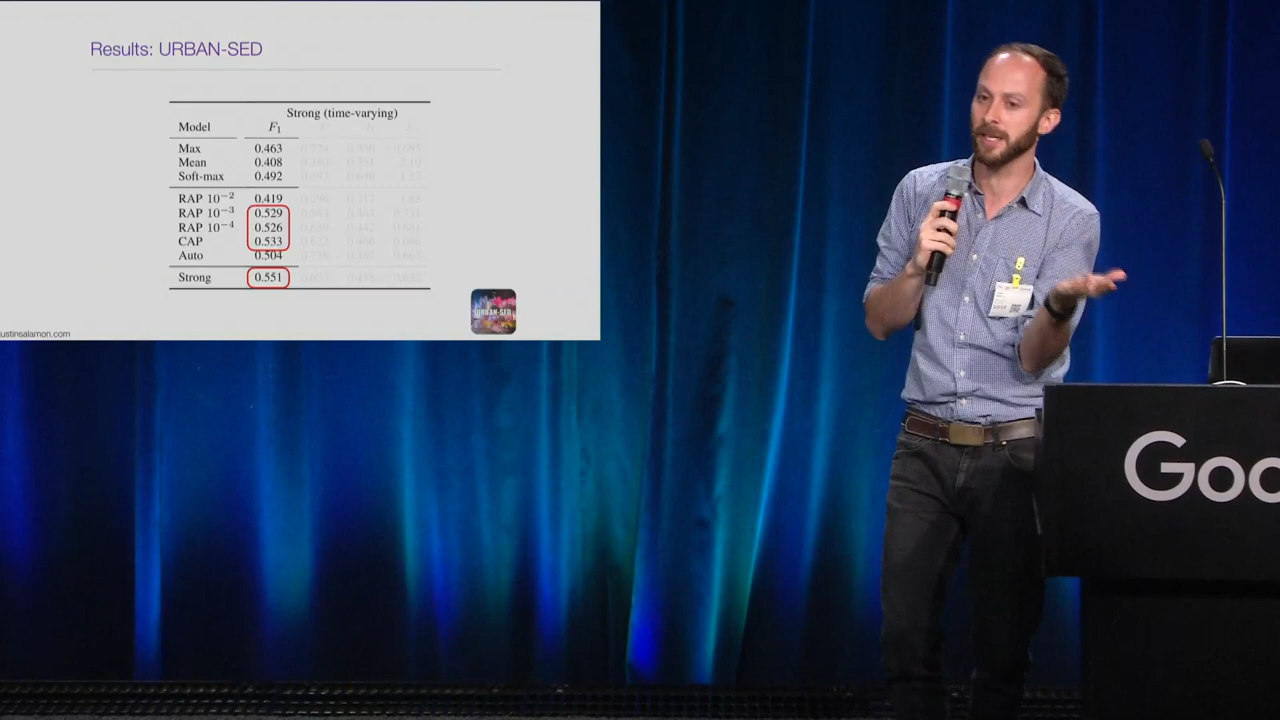 Results: URBAN-SED
Strong (time-varying)
Model F₁
Max 0.463
Mean 0.408
Soft-max 0.492
RAP 10⁻² 0.419
RAP 10⁻³ 0.529
RAP 10⁻⁴ 0.526
CAP 0.533
Auto 0.504
Strong 0.551
URBAN-SED
ustinsalamon.com
Goo